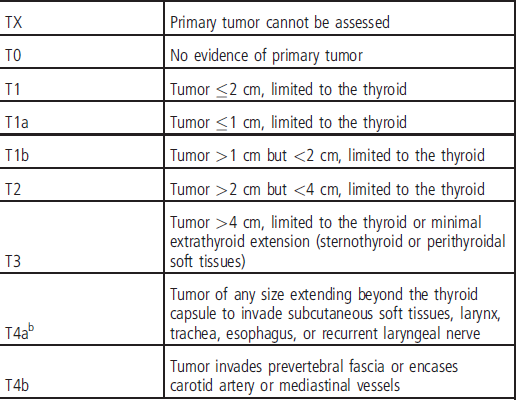 TX Primary tumor cannot be assessed
T0 No evidence of primary tumor
T1 Tumor ≤2 cm, limited to the thyroid
T1a Tumor ≤1 cm, limited to the thyroid
T1b Tumor >1 cm but <2 cm, limited to the thyroid
T2 Tumor >2 cm but <4 cm, limited to the thyroid
Tumor >4 cm, limited to the thyroid or minimal
extrathyroid extension (sternothyroid or perithyroidal
T3 soft tissues)
Tumor of any size extending beyond the thyroid
capsule to invade subcutaneous soft tissues, larynx,
T4aᵇ trachea, esophagus, or recurrent laryngeal nerve
Tumor invades prevertebral fascia or encases
T4b carotid artery or mediastinal vessels